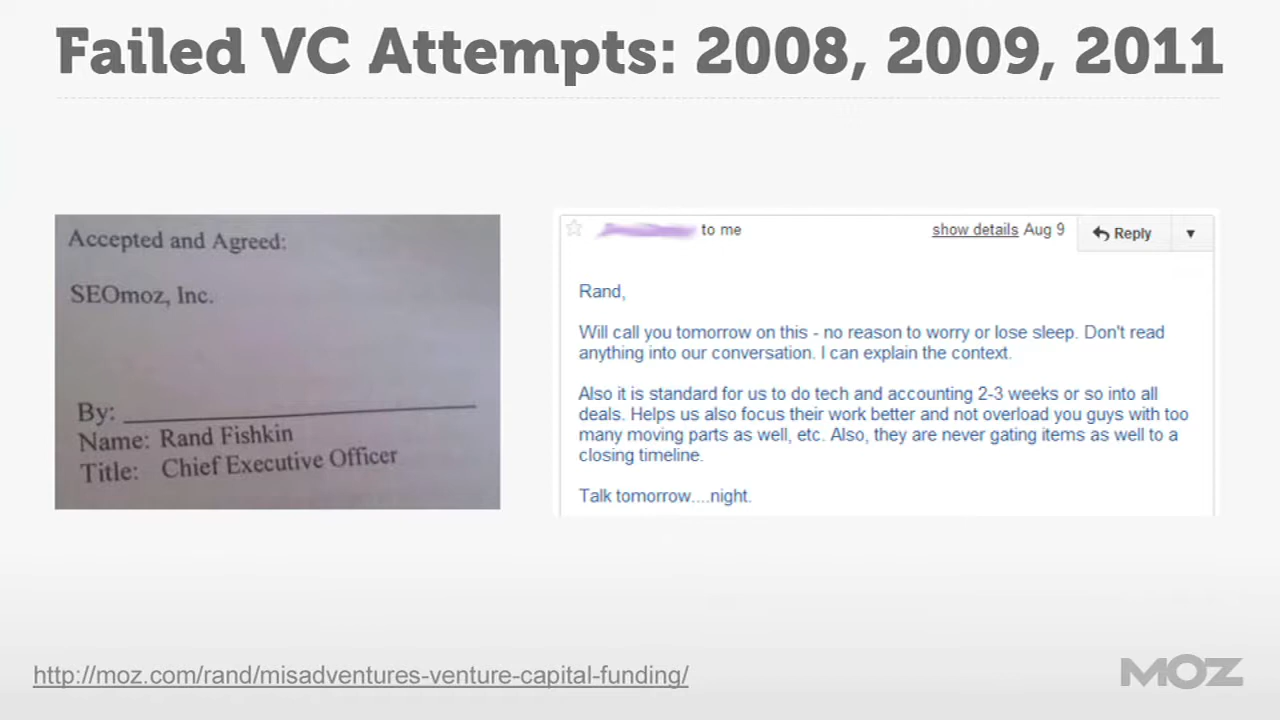 Failed VC Attempts: 2008, 2009, 2011
Accepted and Agreed:
SEOmoz, Inc.
By:
Name: Rand Fishkin
Title: Chief Executive Officer
to me show details Aug 9 Reply
Rand,
Will call you tomorrow on this - no reason to worry or lose sleep. Don't read
anything into our conversation. I can explain the context.
Also it is standard for us to do tech and accounting 2-3 weeks or so into all
deals. Helps us also focus their work better and not overload you guys with too
many moving parts as well, etc. Also, they are never gating items as well to a
closing timeline.
Talk tomorrow....night.
http://moz.com/rand/misadventures-venture-capital-funding/
MOZ